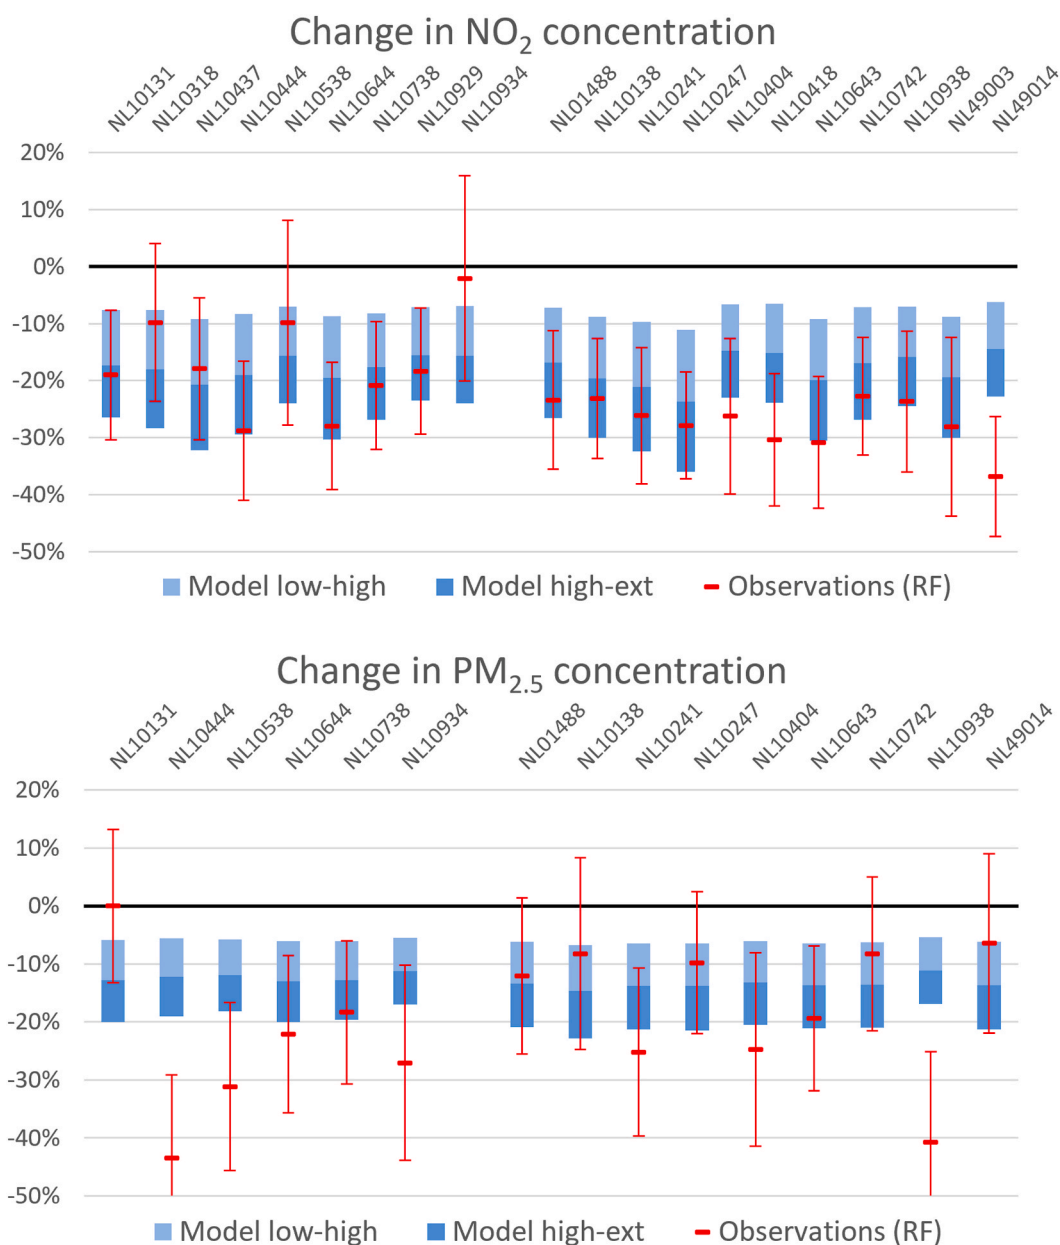 Change in NO₂ concentration
NL10131 NL10318 NL10437 NL10444 NL10538 NL10644 NL10738 NL10929 NL10934 NL01488 NL10138 NL10241 NL10247 NL10404 NL10418 NL10643 NL10742 NL10938 NL49003 NL49014
20%
10%
0%
-10%
-20%
-30%
-40%
-50%
Model low-high Model high-ext Observations (RF)
Change in PM₂.₅ concentration
NL10131 NL10444 NL10538 NL10644 NL10738 NL10934 NL01488 NL10138 NL10241 NL10247 NL10404 NL10643 NL10742 NL10938 NL49014
20%
10%
0%
-10%
-20%
-30%
-40%
-50%
Model low-high Model high-ext Observations (RF)